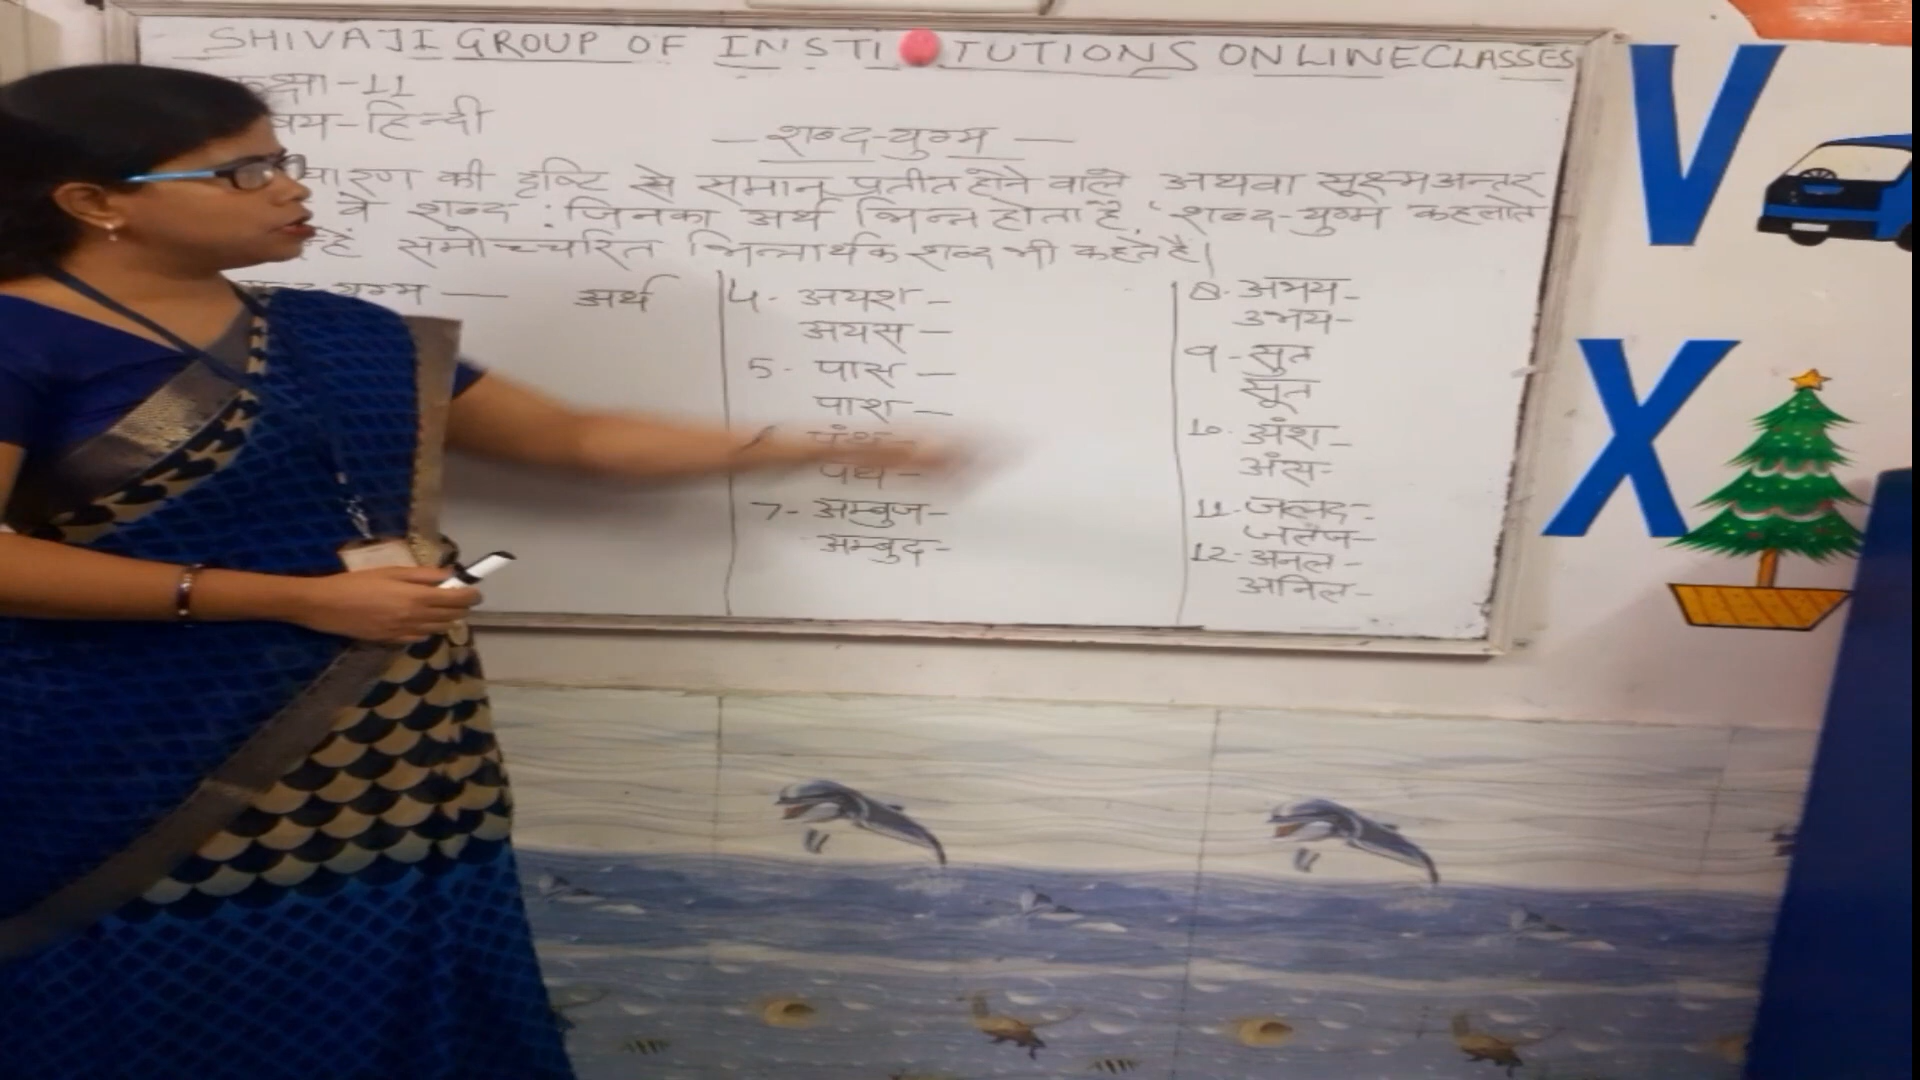 SHIVAJI GROUP OF INSTITUTIONS ONLINE CLASSES
कक्षा-11
विषय-हिन्दी
- शब्द-युग्म -
की दृष्टि से समान प्रतीत होने वाले अथवा सूक्ष्म अन्तर
वे शब्द जिनका अर्थ भिन्न होता है, 'शब्द-युग्म कहलाते
समोच्चरित भिन्नार्थक शब्द भी कहते है।
युग्म — अर्थ
4. अयश -
अयस -
5. पास -
पाश -
पंथ -
पथ -
7- अम्बुज-
अम्बुद-
8. अभय-
उभय-
9 - सुत
सूत
10. अंश-
अंस-
11. जलद-
जलज-
12. अनल -
अनिल-
V
X